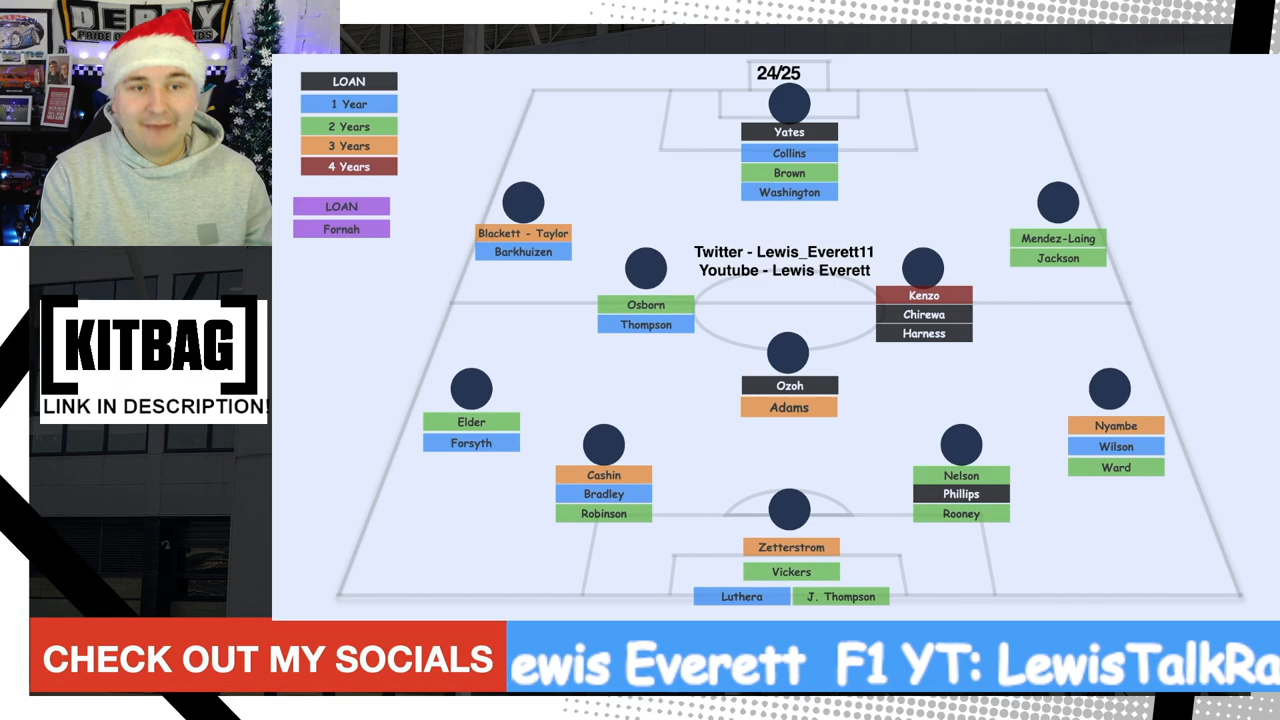 DERBY
PRIDE OF
LOAN
1 Year
2 Years
3 Years
4 Years
LOAN
Fornah
24/25
Yates
Collins
Brown
Washington
Blackett - Taylor
Barkhuizen
Mendez-Laing
Jackson
Twitter - Lewis_Everett11
Youtube - Lewis Everett
Osborn
Thompson
Kenzo
Chirewa
Harness
Ozoh
Adams
Elder
Forsyth
Nyambe
Wilson
Ward
Cashin
Bradley
Robinson
Nelson
Phillips
Rooney
Zetterstrom
Vickers
Luthera
J. Thompson
KITBAG
LINK IN DESCRIPTION!
CHECK OUT MY SOCIALS
ewis Everett F1 YT: LewisTalkRa